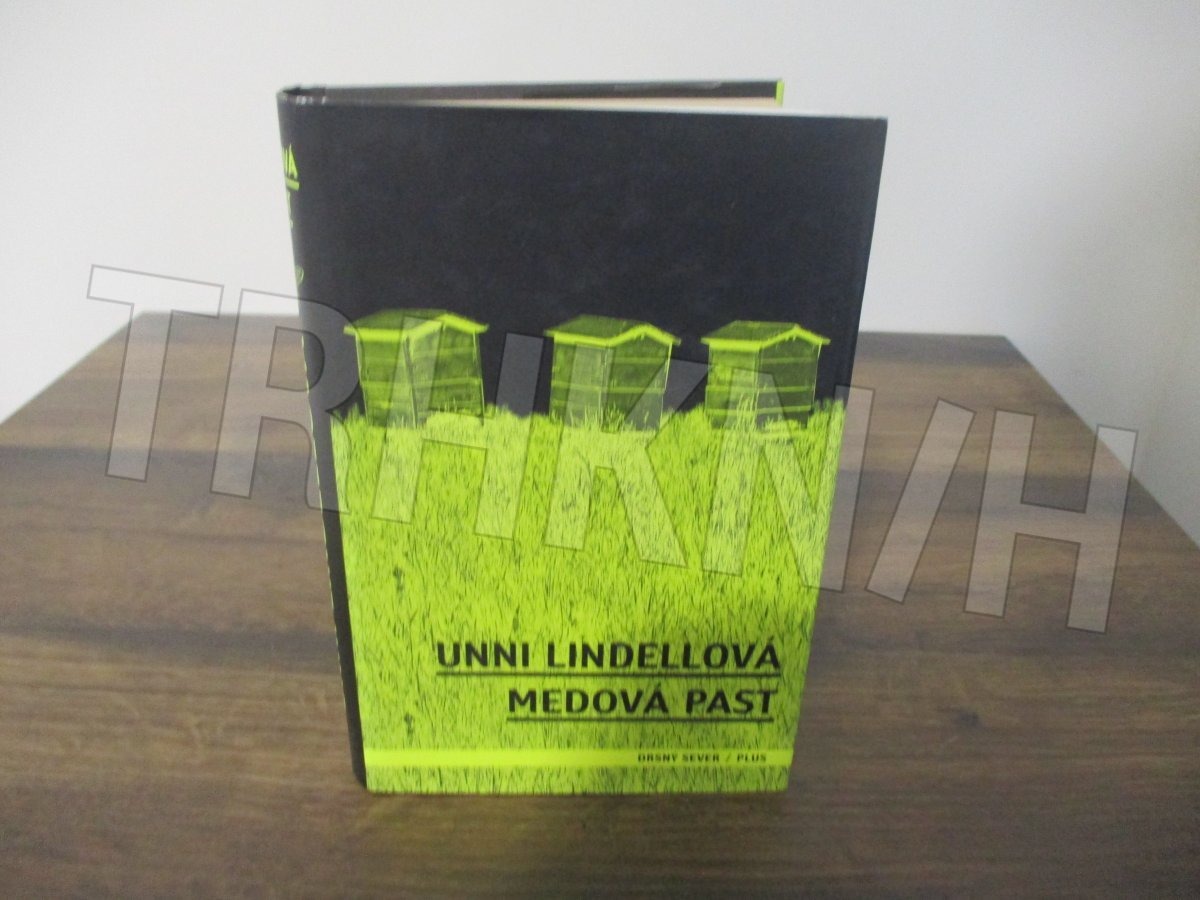 TRHKNIH
UNNI LINDELLOVÁ
MEDOVÁ PAST
DRSNÝ SEVER / PLUS